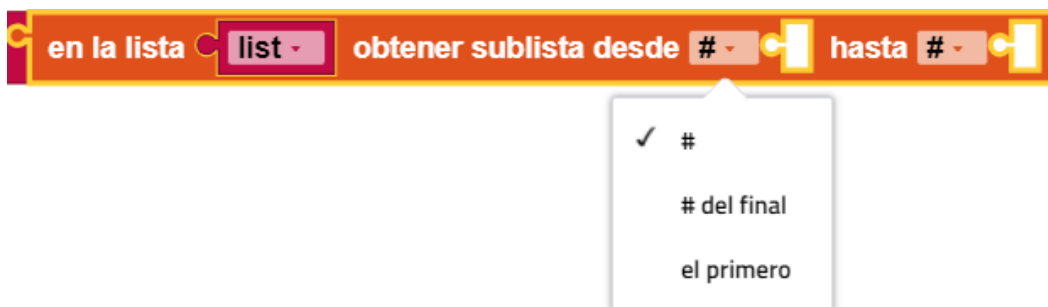 en la lista list obtener sublista desde # hasta #
✓ #
# del final
el primero